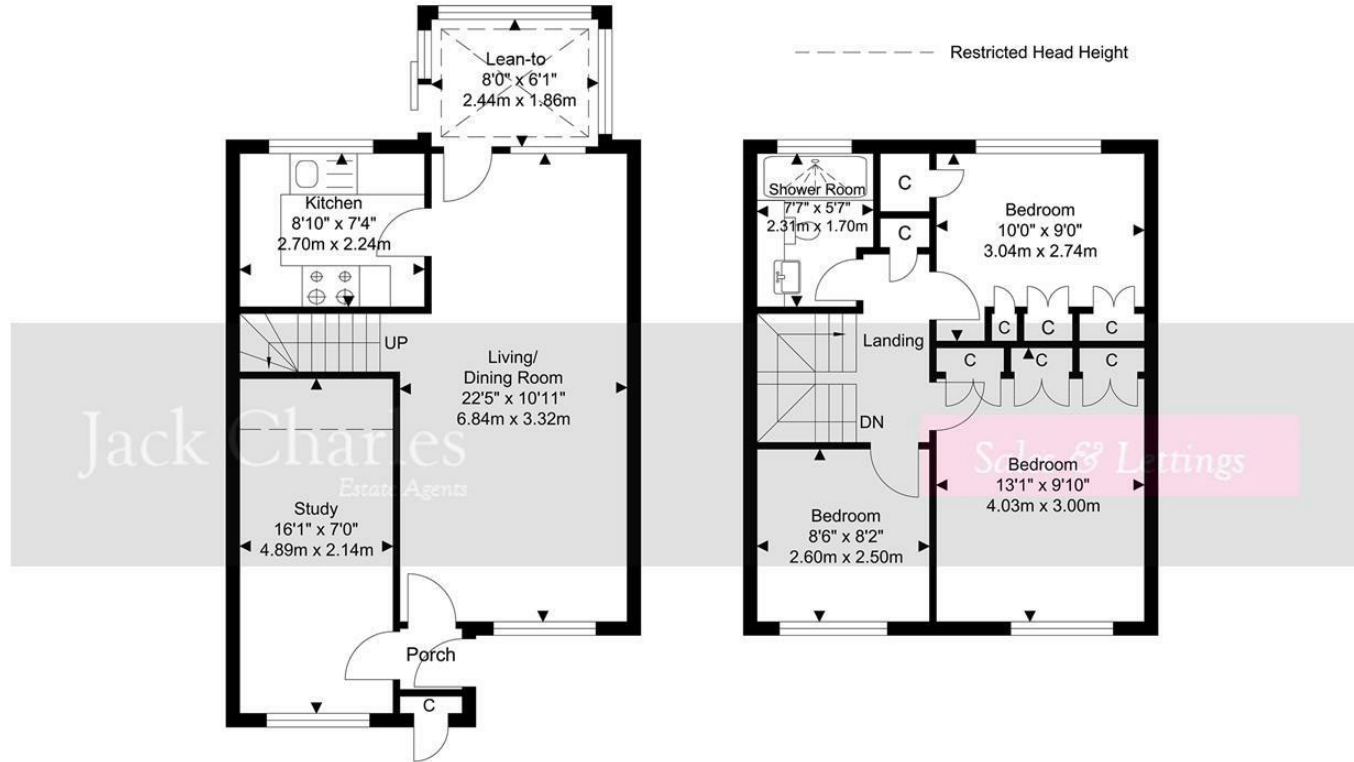 Restricted Head Height
Lean-to
8'0" x 6'1"
2.44m x 1.86m
Kitchen
8'10" x 7'4"
2.70m x 2.24m
UP
Living/
Dining Room
22'5" x 10'11"
6.84m x 3.32m
Study
16'1" x 7'0"
4.89m x 2.14m
Porch
C
Shower Room
7'7" x 5'7"
2.31m x 1.70m
C
C
Bedroom
10'0" x 9'0"
3.04m x 2.74m
C
C
C
Landing
C
C
C
DN
Bedroom
8'6" x 8'2"
2.60m x 2.50m
Bedroom
13'1" x 9'10"
4.03m x 3.00m
Jack Charles
Estate Agents
Sales & Lettings